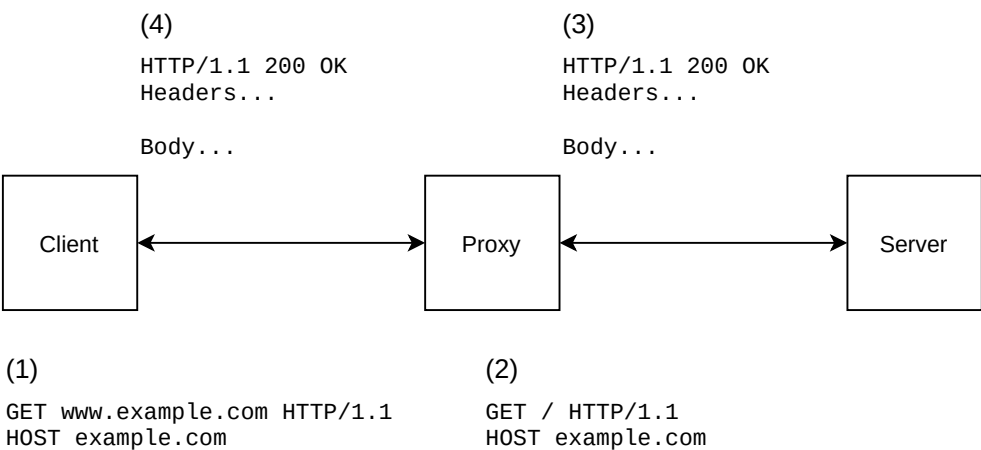 (4)
HTTP/1.1 200 OK
Headers...
Body...
(3)
HTTP/1.1 200 OK
Headers...
Body...
Client
Proxy
Server
(1)
GET www.example.com HTTP/1.1
HOST example.com
(2)
GET / HTTP/1.1
HOST example.com